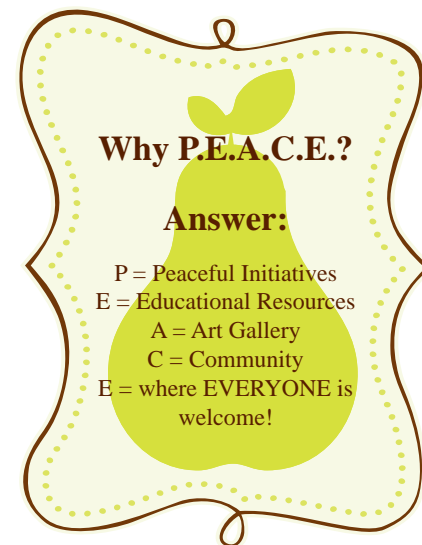 Why P.E.A.C.E.?
Answer:
P = Peaceful Initiatives
E = Educational Resources
A = Art Gallery
C = Community
E = where EVERYONE is
welcome!